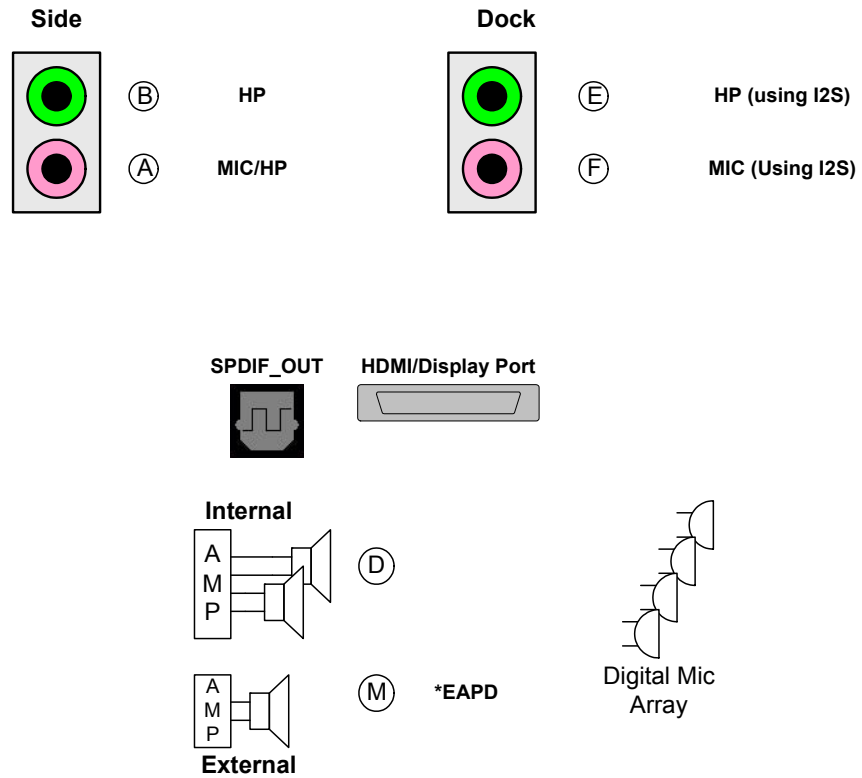 Side
Dock
B
HP
E
HP (using I2S)
A
MIC/HP
F
MIC (Using I2S)
SPDIF_OUT
HDMI/Display Port
Internal
A
M
P
D
A
M
P
M
*EAPD
External
Digital Mic
Array